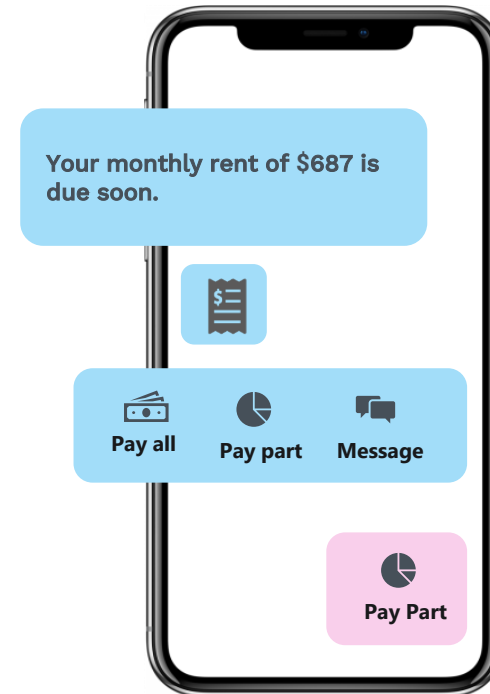 Your monthly rent of $687 is
due soon.
$
Pay all
Pay part
Message
Pay Part